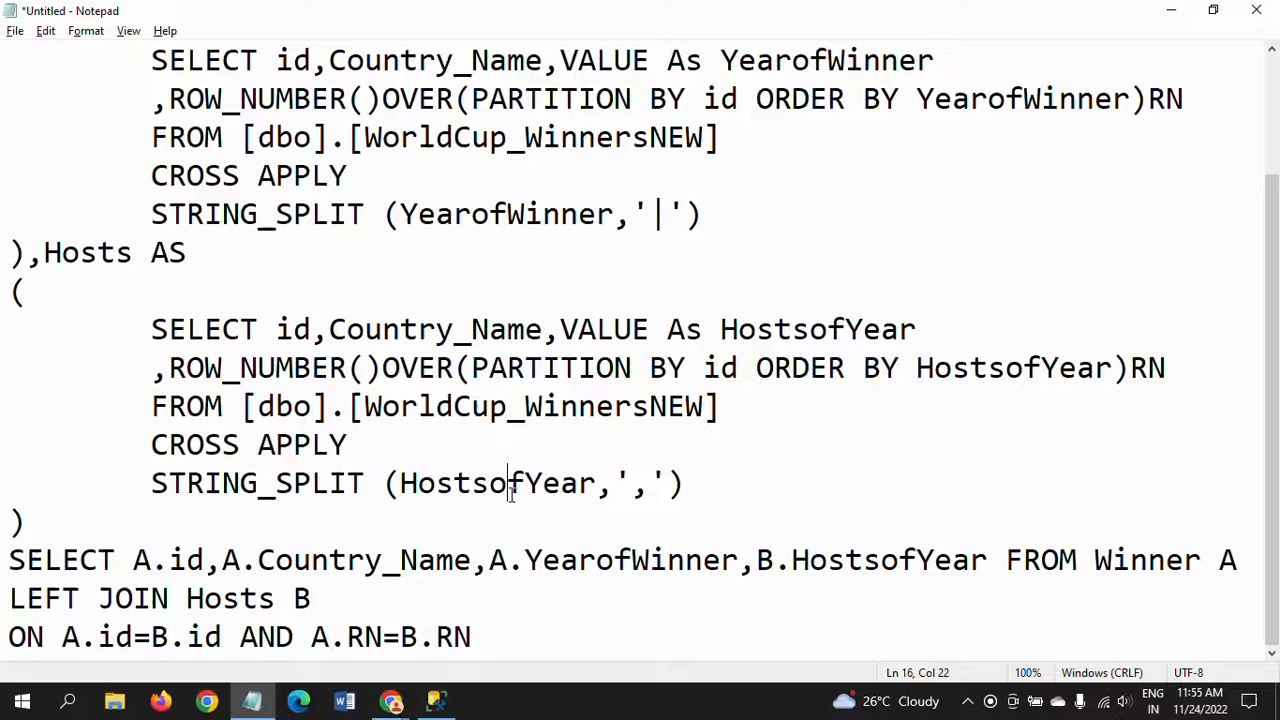 *Untitled - Notepad
File Edit Format View Help
SELECT id,Country_Name,VALUE As YearofWinner
,ROW_NUMBER()OVER(PARTITION BY id ORDER BY YearofWinner)RN
FROM [dbo].[WorldCup_WinnersNEW]
CROSS APPLY
STRING_SPLIT (YearofWinner,'|')
),Hosts AS
(
SELECT id,Country_Name,VALUE As HostsofYear
,ROW_NUMBER()OVER(PARTITION BY id ORDER BY HostsofYear)RN
FROM [dbo].[WorldCup_WinnersNEW]
CROSS APPLY
STRING_SPLIT (HostsofYear,',')
)
SELECT A.id,A.Country_Name,A.YearofWinner,B.HostsofYear FROM Winner A
LEFT JOIN Hosts B
ON A.id=B.id AND A.RN=B.RN
Ln 16, Col 22 100% Windows (CRLF) UTF-8
26°C Cloudy ENG 11:55 AM
IN 11/24/2022